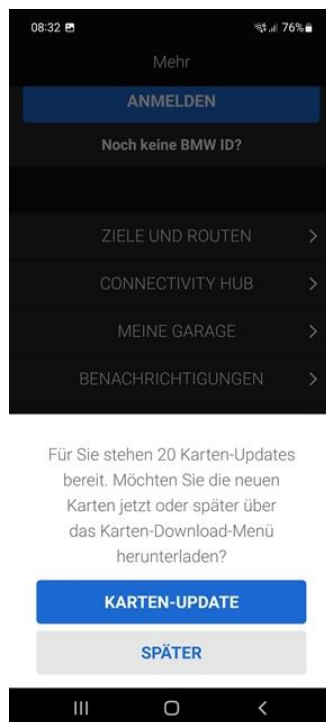 08:32 76%
Mehr
ANMELDEN
Noch keine BMW ID?
ZIELE UND ROUTEN
CONNECTIVITY HUB
MEINE GARAGE
BENACHRICHTIGUNGEN
Für Sie stehen 20 Karten-Updates
bereit. Möchten Sie die neuen
Karten jetzt oder später über
das Karten-Download-Menü
herunterladen?
KARTEN-UPDATE
SPÄTER